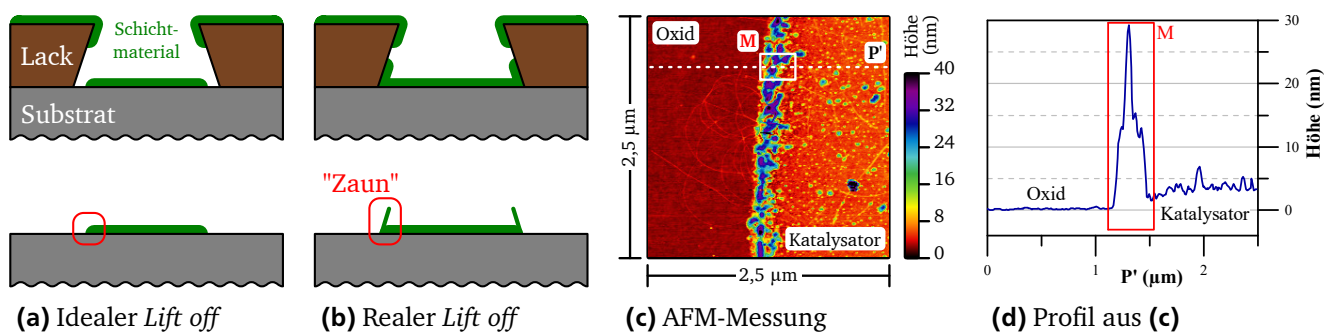 Schicht-
material
Lack
Substrat
(a) Idealer Lift off
"Zaun"
(b) Realer Lift off
Oxid
M
P'
Katalysator
2,5 µm
2,5 µm
Höhe
(nm)
40
32
24
16
8
0
(c) AFM-Messung
M
Oxid
Katalysator
30
20
10
0
Höhe (nm)
0
1
2
P' (µm)
(d) Profil aus (c)